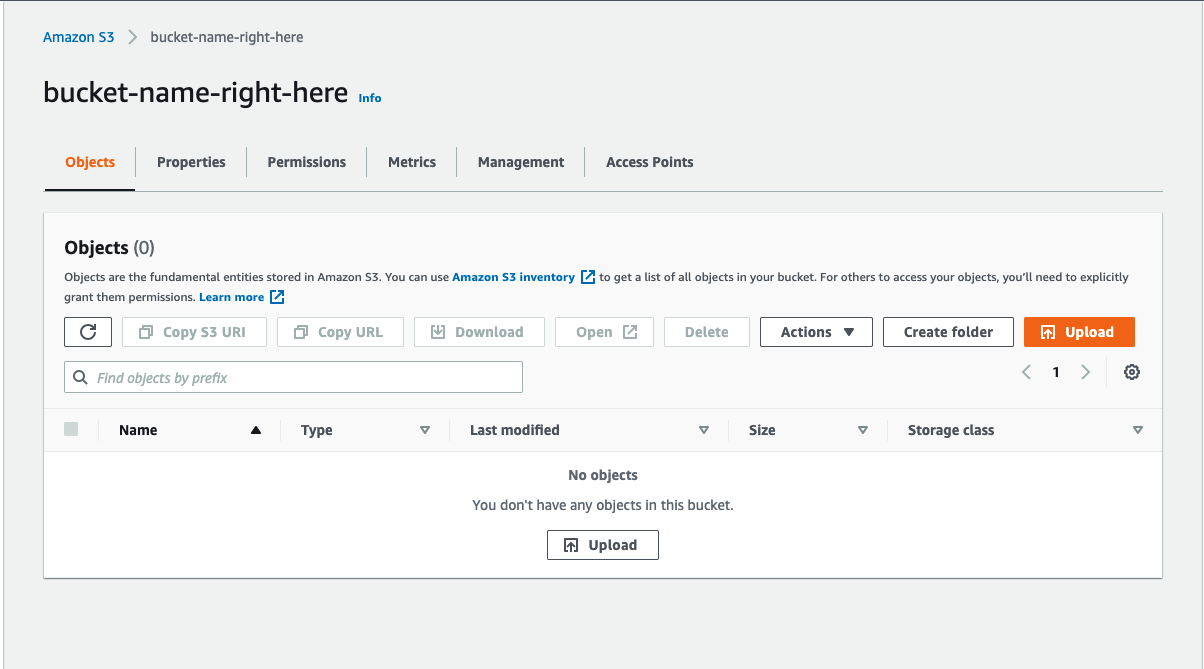 Amazon S3 bucket-name-right-here
bucket-name-right-here Info
Objects Properties Permissions Metrics Management Access Points
Objects (0)
Objects are the fundamental entities stored in Amazon S3. You can use Amazon S3 inventory to get a list of all objects in your bucket. For others to access your objects, you'll need to explicitly
grant them permissions. Learn more
Copy S3 URI Copy URL Download Open Delete Actions Create folder Upload
Find objects by prefix 1
Name Type Last modified Size Storage class
No objects
You don't have any objects in this bucket.
Upload